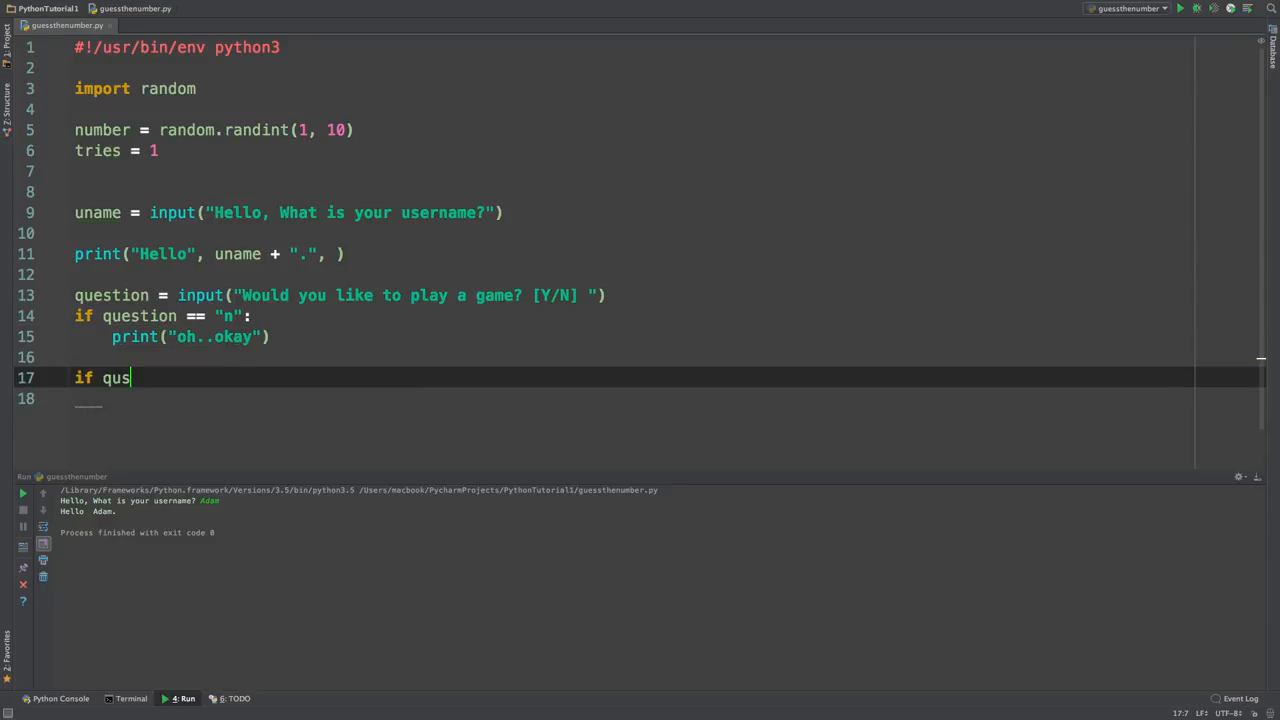 PythonTutorial1 guessthenumber.py guessthenumber
guessthenumber.py
1: Project
Z: Structure
2: Favorites
Database
1 #!/usr/bin/env python3
2
3 import random
4
5 number = random.randint(1, 10)
6 tries = 1
7
8
9 uname = input("Hello, What is your username?")
10
11 print("Hello", uname + ".", )
12
13 question = input("Would you like to play a game? [Y/N] ")
14 if question == "n":
15 print("oh..okay")
16
17 if qus
18
Run guessthenumber
/Library/Frameworks/Python.framework/Versions/3.5/bin/python3.5 /Users/macbook/PycharmProjects/PythonTutorial1/guessthenumber.py
Hello, What is your username? Adam
Hello  Adam.
Process finished with exit code 0
Python Console Terminal 4: Run 6: TODO Event Log
17:7 LF÷ UTF-8÷